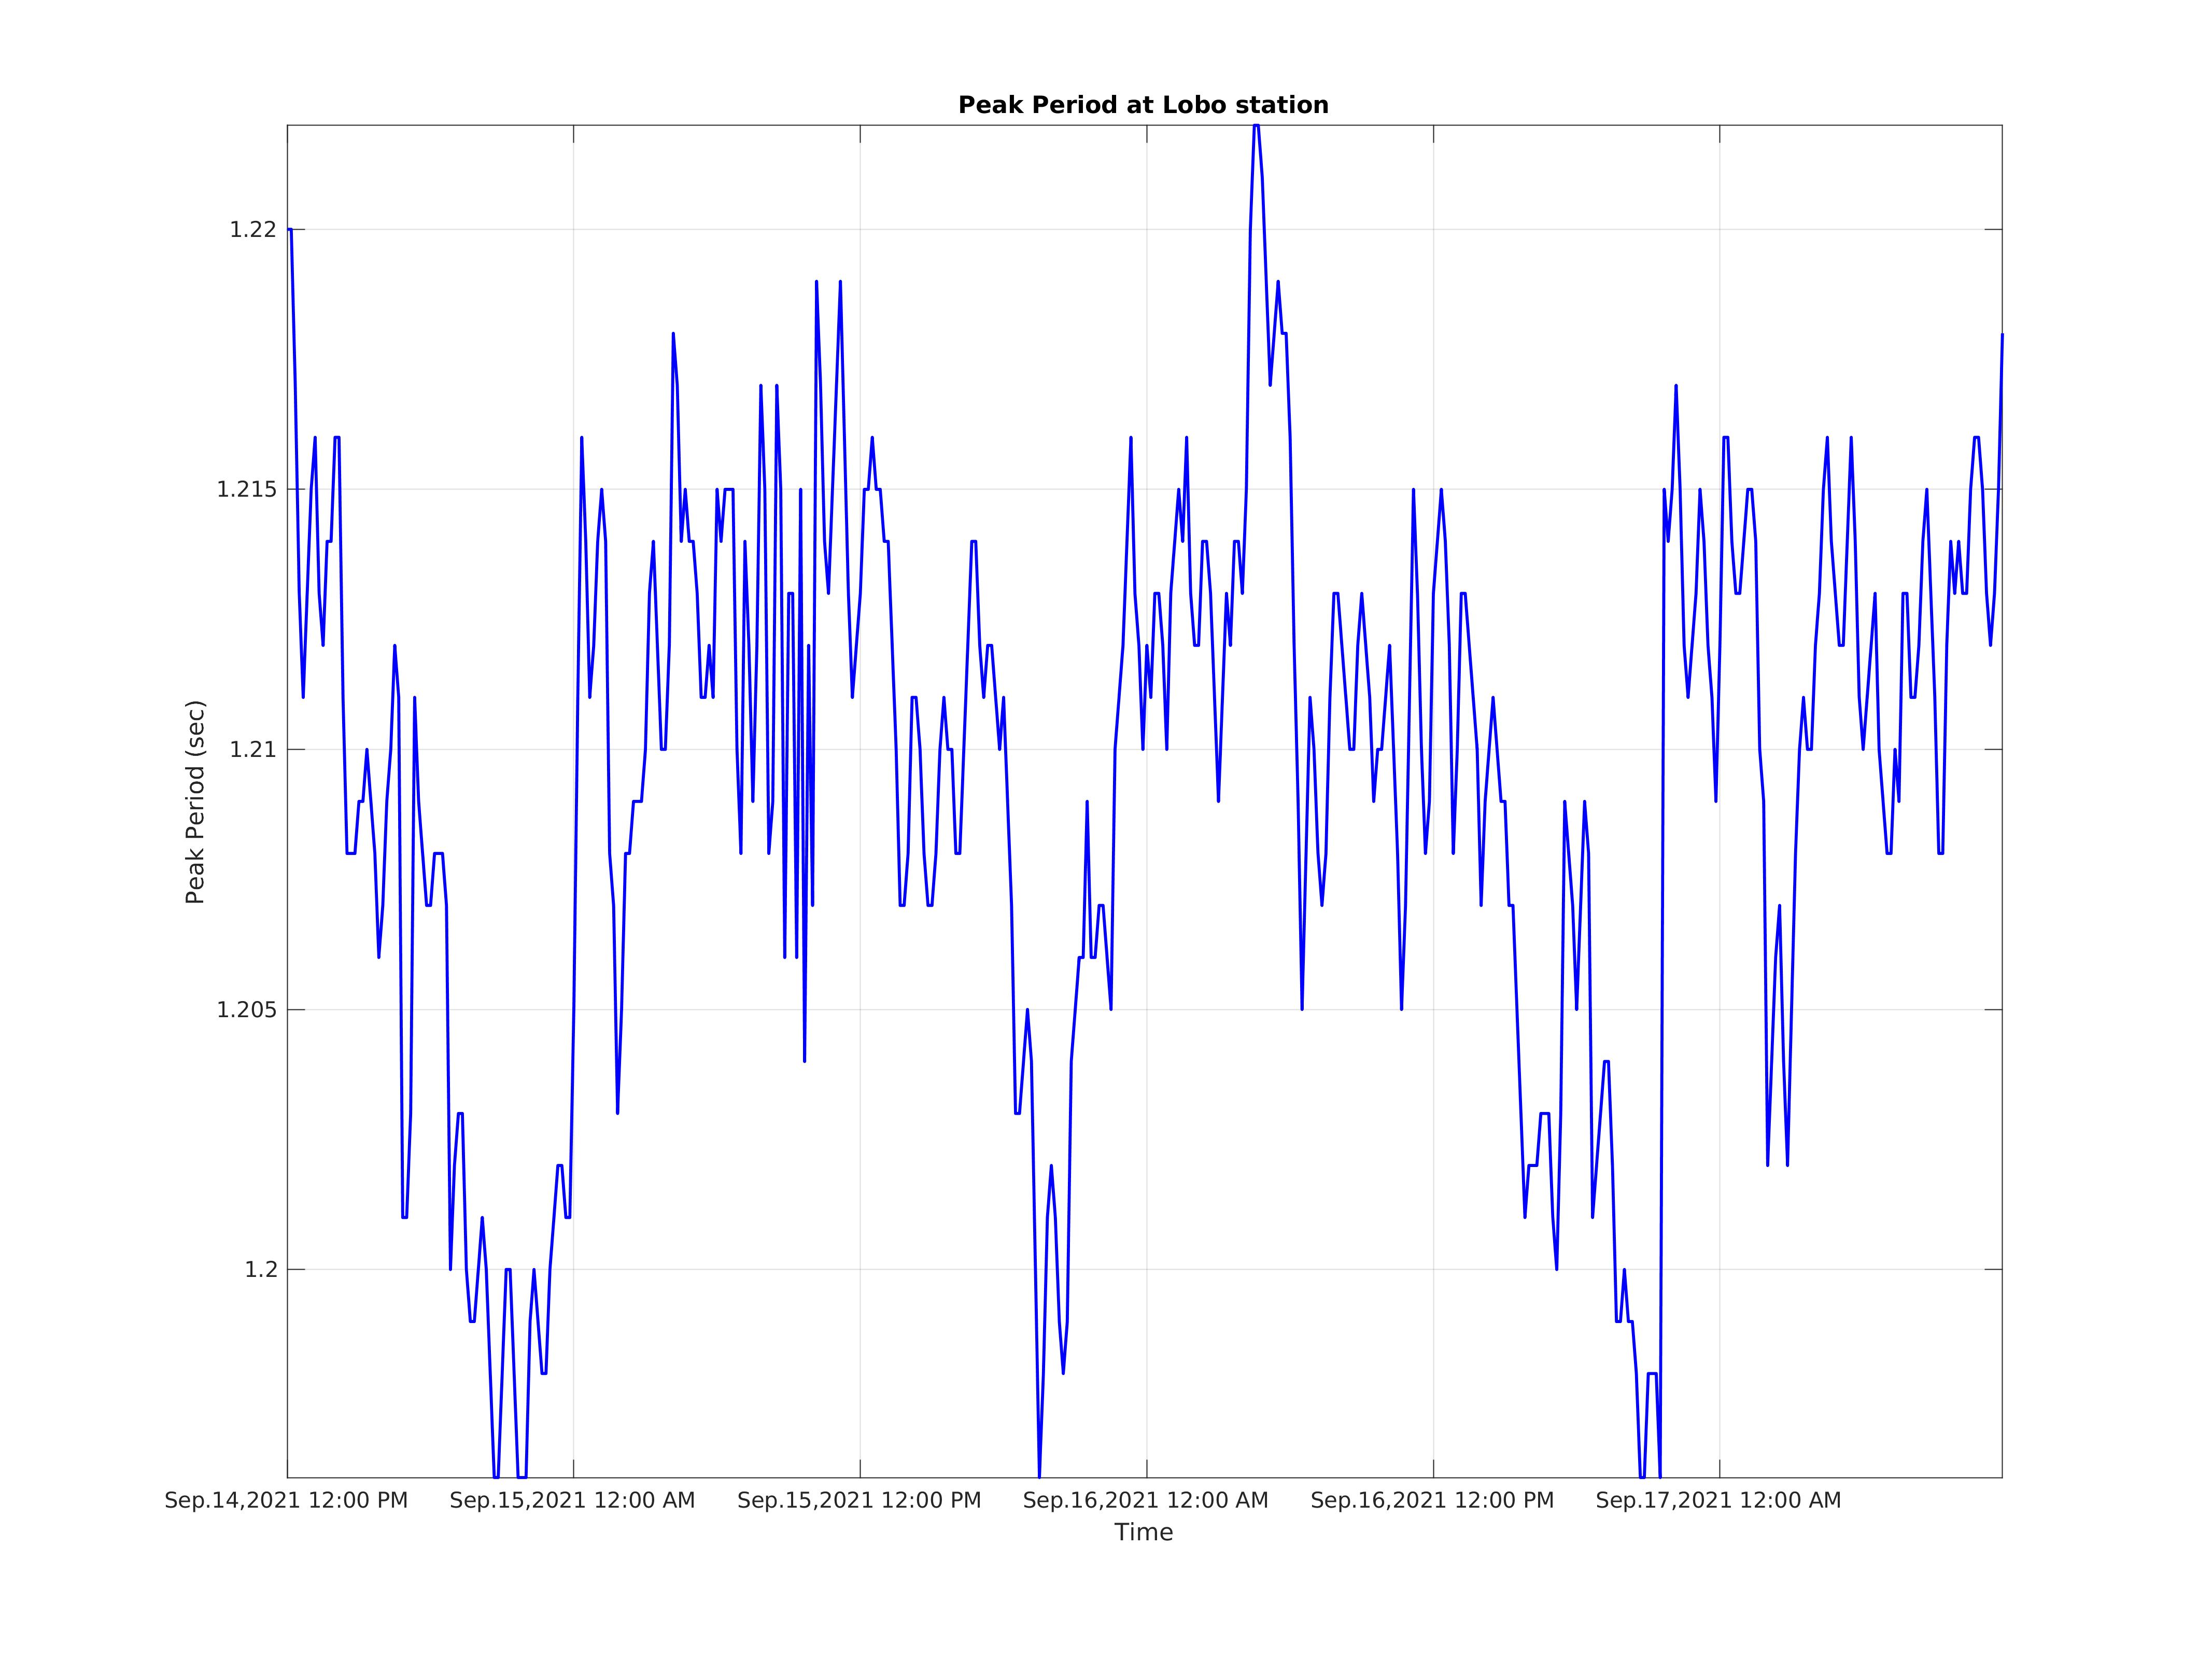 Peak Period at Lobo station
1.22
1.215
1.21
1.205
1.2
Peak Period (sec)
Sep.14,2021 12:00 PM
Sep.15,2021 12:00 AM
Sep.15,2021 12:00 PM
Sep.16,2021 12:00 AM
Sep.16,2021 12:00 PM
Sep.17,2021 12:00 AM
Time